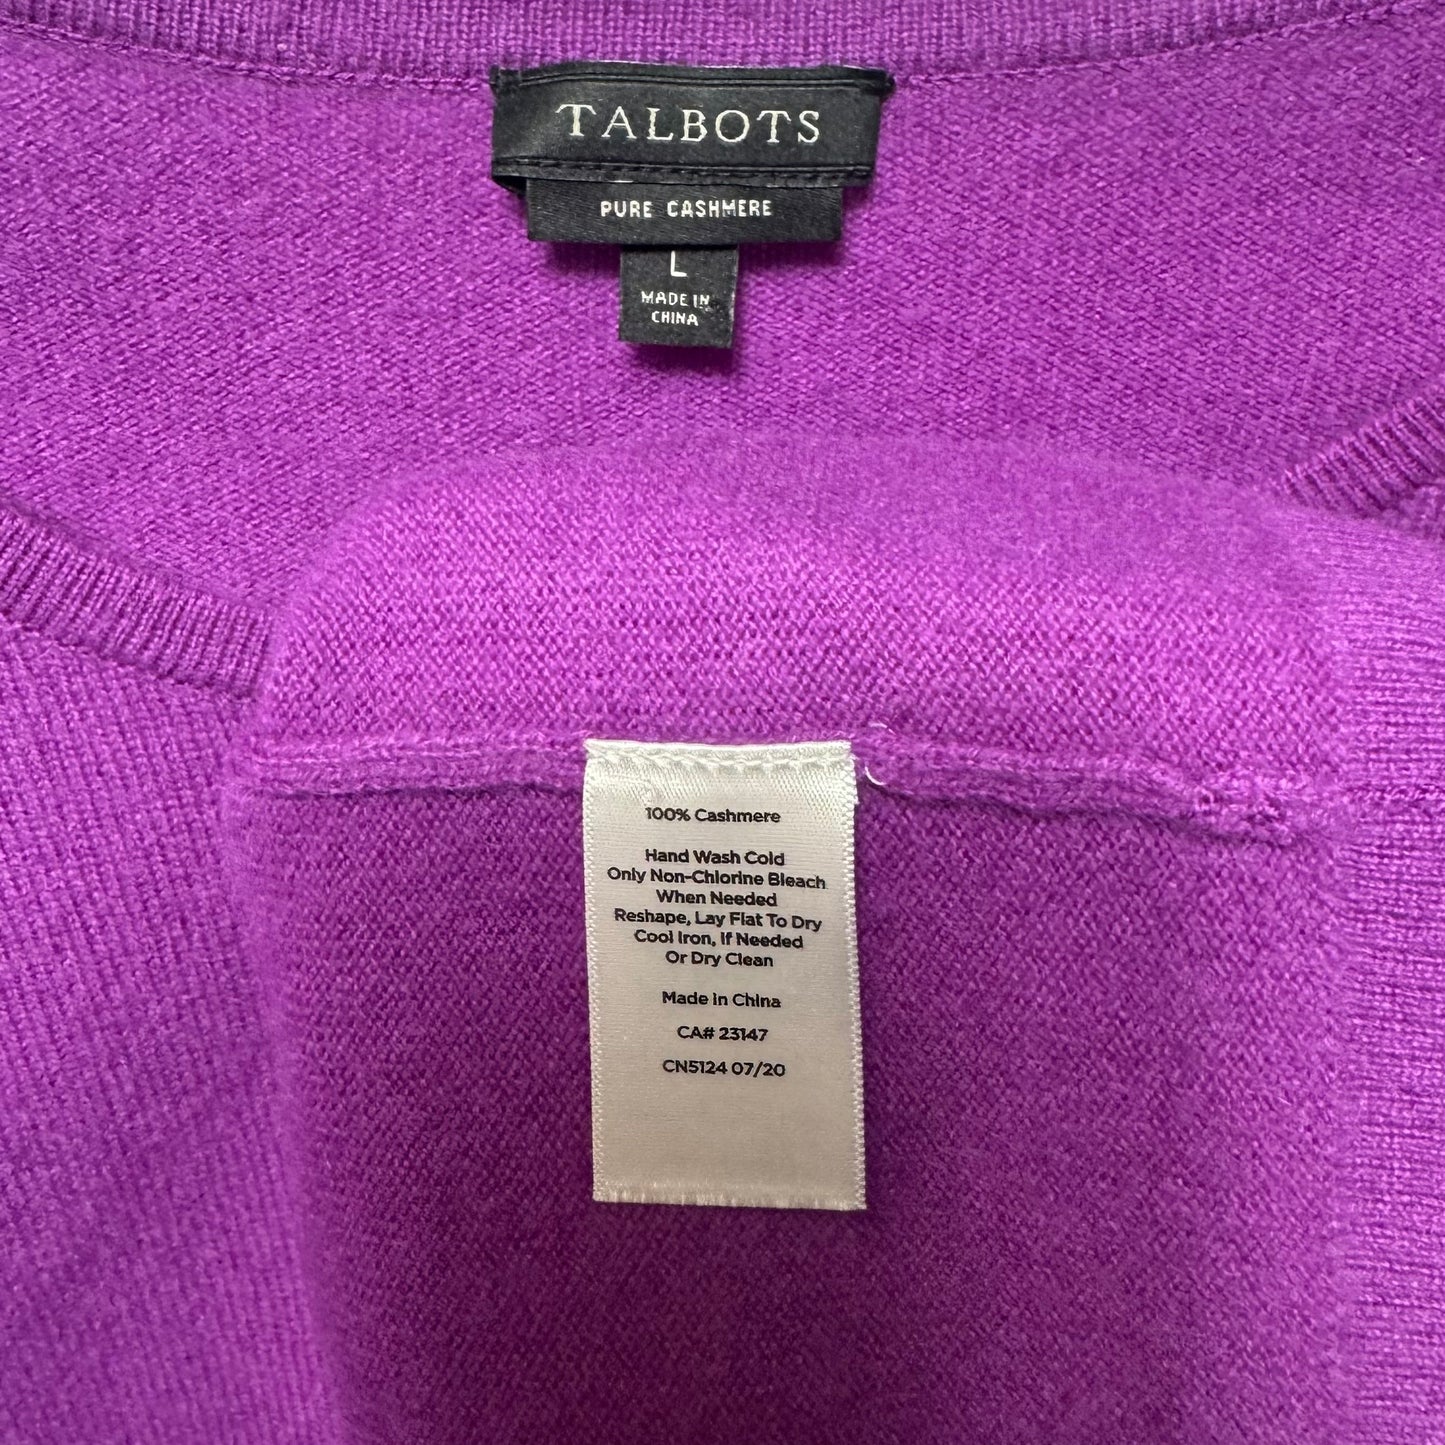 TALBOTS
PURE CASHMERE
L
MADE IN
CHINA
100% Cashmere
Hand Wash Cold
Only Non-Chlorine Bleach
When Needed
Reshape, Lay Flat To Dry
Cool Iron, If Needed
Or Dry Clean
Made in China
CA# 23147
CN5124 07/20